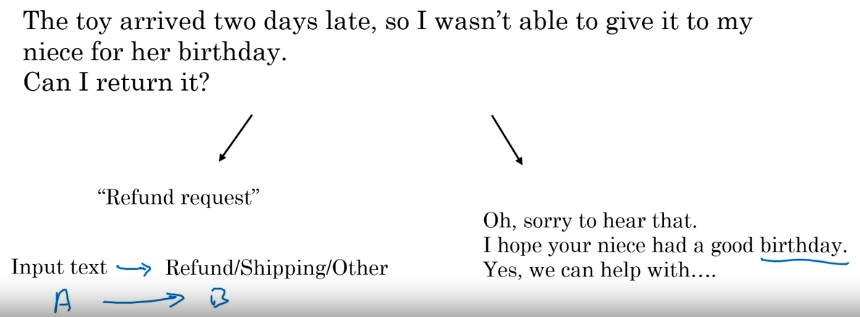 The toy arrived two days late, so I wasn't able to give it to my
niece for her birthday.
Can I return it?
“Refund request”
Input text → Refund/Shipping/Other
A → B
Oh, sorry to hear that.
I hope your niece had a good birthday.
Yes, we can help with....